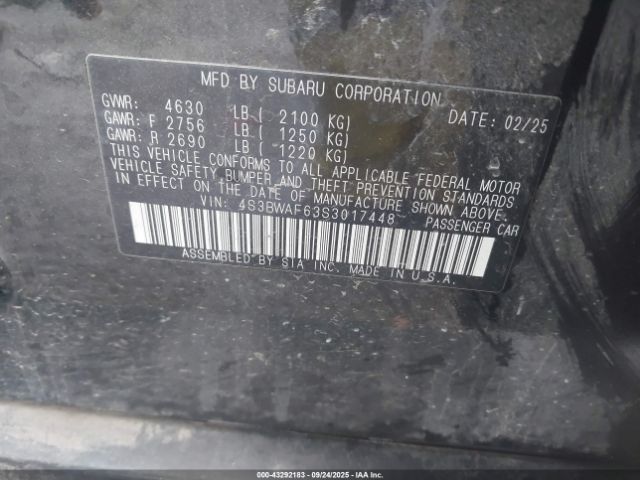 MFD BY SUBARU CORPORATION
GVWR: 4630 LB ( 2100 KG) DATE: 02/25
GAWR: F 2756 LB ( 1250 KG)
GAWR: R 2690 LB ( 1220 KG)
THIS VEHICLE CONFORMS TO ALL APPLICABLE FEDERAL MOTOR
VEHICLE SAFETY, BUMPER AND THEFT PREVENTION STANDARDS
IN EFFECT ON THE DATE OF MANUFACTURE SHOWN ABOVE.
VIN: 4S3BWAF63S3017448 PASSENGER CAR
ASSEMBLED BY SIA INC. MADE IN U.S.A.
000-43292183 - 09/24/2025 - IAA Inc.